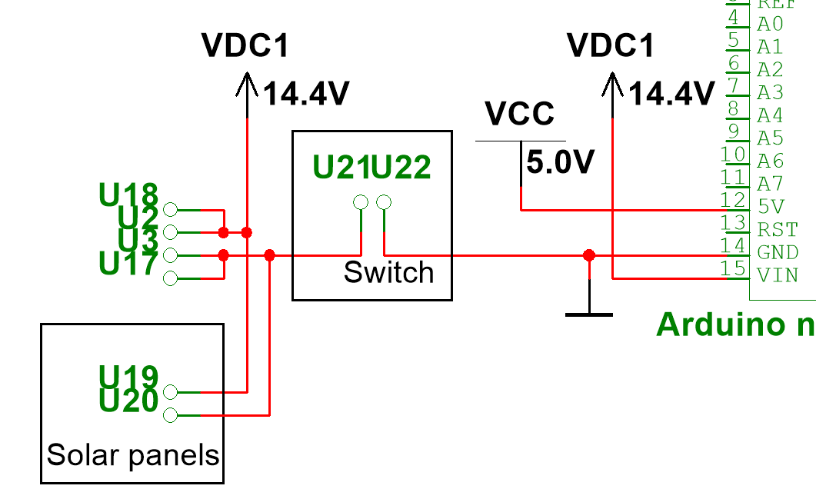 VDC1
14.4V
VDC1
14.4V
VCC
5.0V
U21U22
Switch
U18
U2
U3
U17
U19
U20
Solar panels
REF
4 A0
5 A1
6 A2
7 A3
8 A4
9 A5
10 A6
11 A7
12 5V
13 RST
14 GND
15 VIN
Arduino n